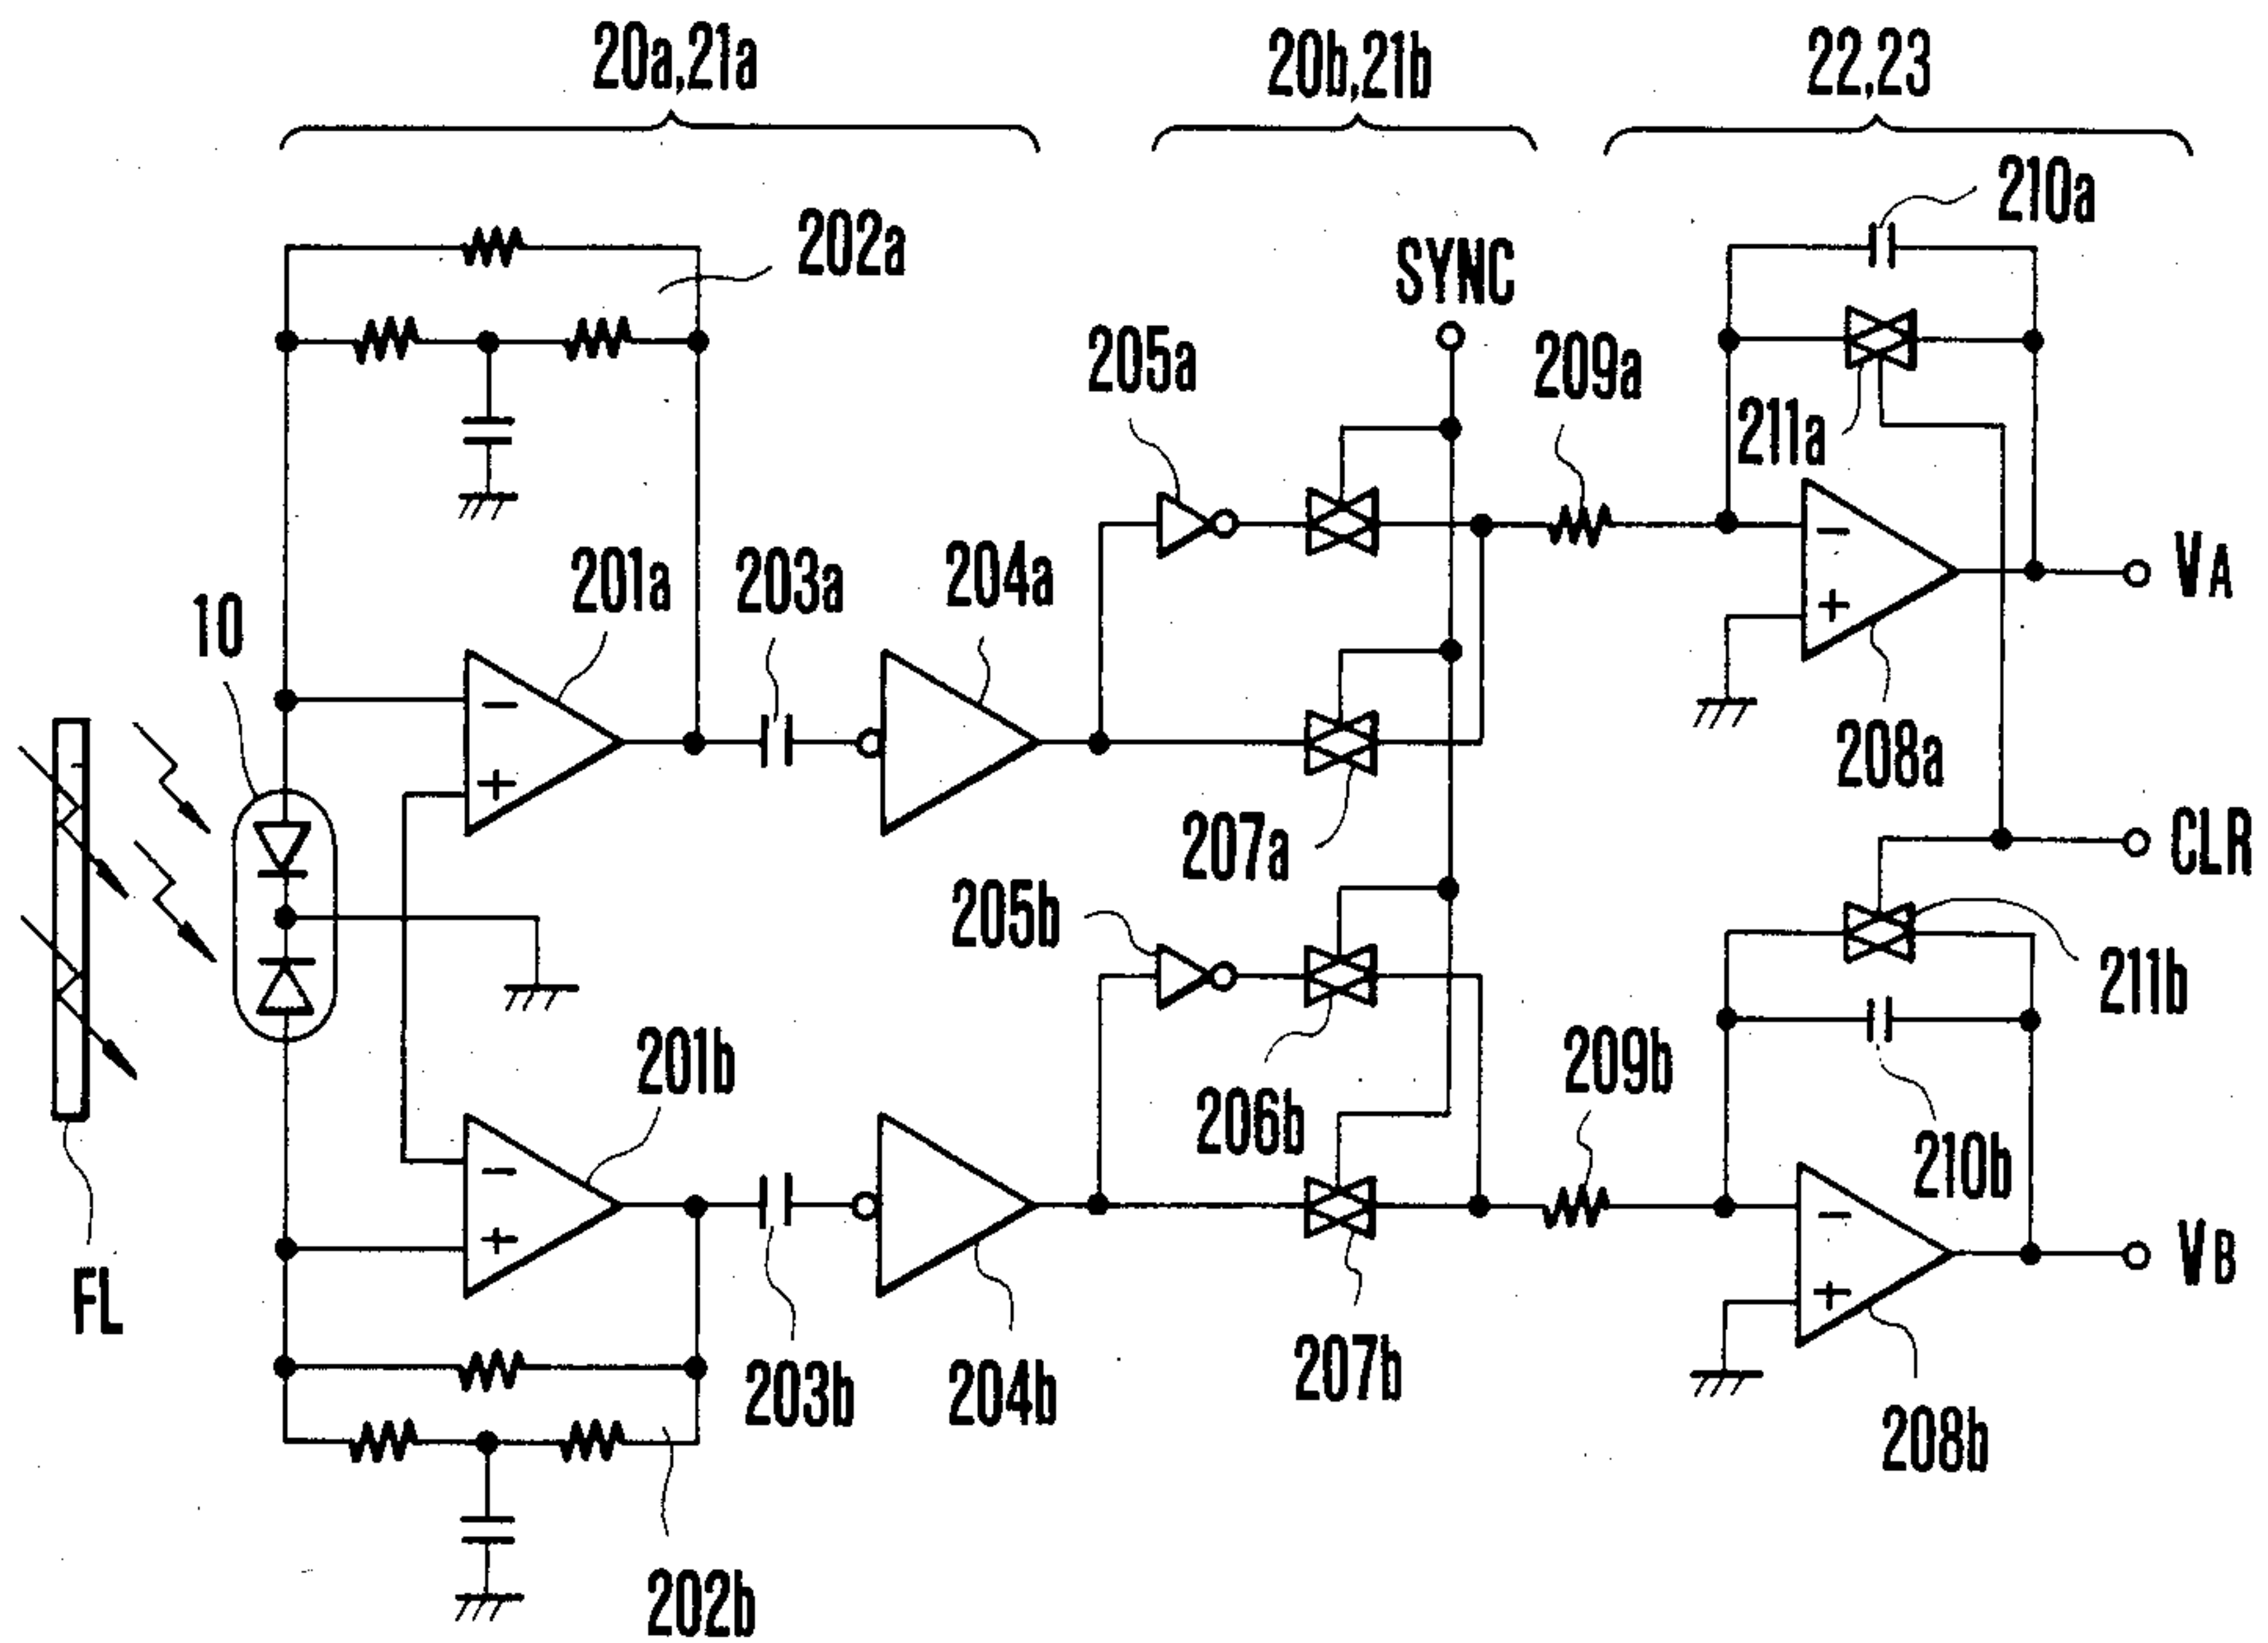 20a,21a
20b,21b
22,23
210a
202a
SYNC
205a
209a
211a
201a
203a
204a
VA
10
−
+
−
+
208a
207a
CLR
205b
211b
201b
209b
206b
210b
−
+
−
+
VB
FL
203b
204b
207b
208b
202b